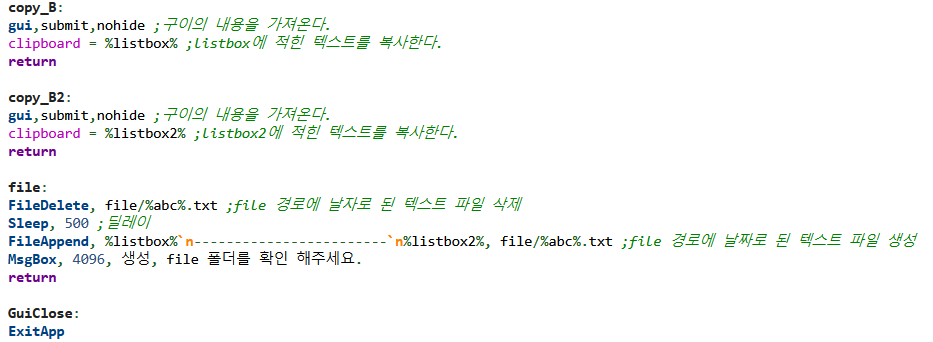 copy_B:
gui,submit,nohide ;구이의 내용을 가져온다.
clipboard = %listbox% ;listbox에 적힌 텍스트를 복사한다.
return
copy_B2:
gui,submit,nohide ;구이의 내용을 가져온다.
clipboard = %listbox2% ;listbox2에 적힌 텍스트를 복사한다.
return
file:
FileDelete, file/%abc%.txt ;file 경로에 날자로 된 텍스트 파일 삭제
Sleep, 500 ;딜레이
FileAppend, %listbox%`n------------------------`n%listbox2%, file/%abc%.txt ;file 경로에 날짜로 된 텍스트 파일 생성
MsgBox, 4096, 생성, file 폴더를 확인 해주세요.
return
GuiClose:
ExitApp